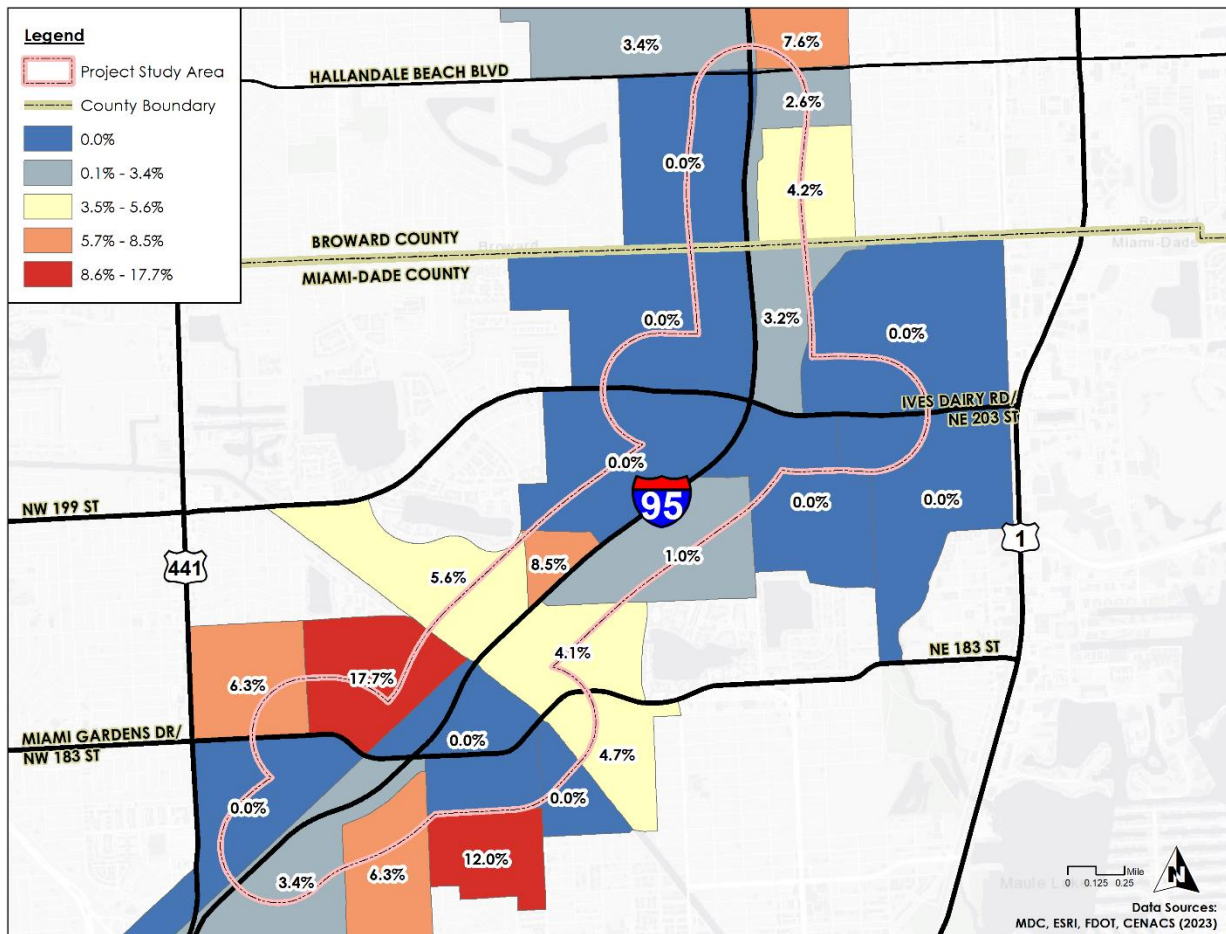 Legend
Project Study Area
County Boundary
0.0%
0.1% - 3.4%
3.5% - 5.6%
5.7% - 8.5%
8.6% - 17.7%
3.4%
7.6%
HALLANDALE BEACH BLVD
2.6%
0.0%
4.2%
BROWARD COUNTY
Broward
Broward
Miami-Dade
MIAMI-DADE COUNTY
3.2%
0.0%
0.0%
IVES DAIRY RD/
NE 203 ST
0.0%
95
0.0%
0.0%
NW 199 ST
441
5.6%
8.5%
1.0%
1
4.1%
NE 183 ST
6.3%
17.7%
MIAMI GARDENS DR/
NW 183 ST
0.0%
4.7%
0.0%
0.0%
3.4%
6.3%
12.0%
Mile
0 0.125 0.25
N
Maule Lake
Data Sources:
MDC, ESRI, FDOT, CENACS (2023)